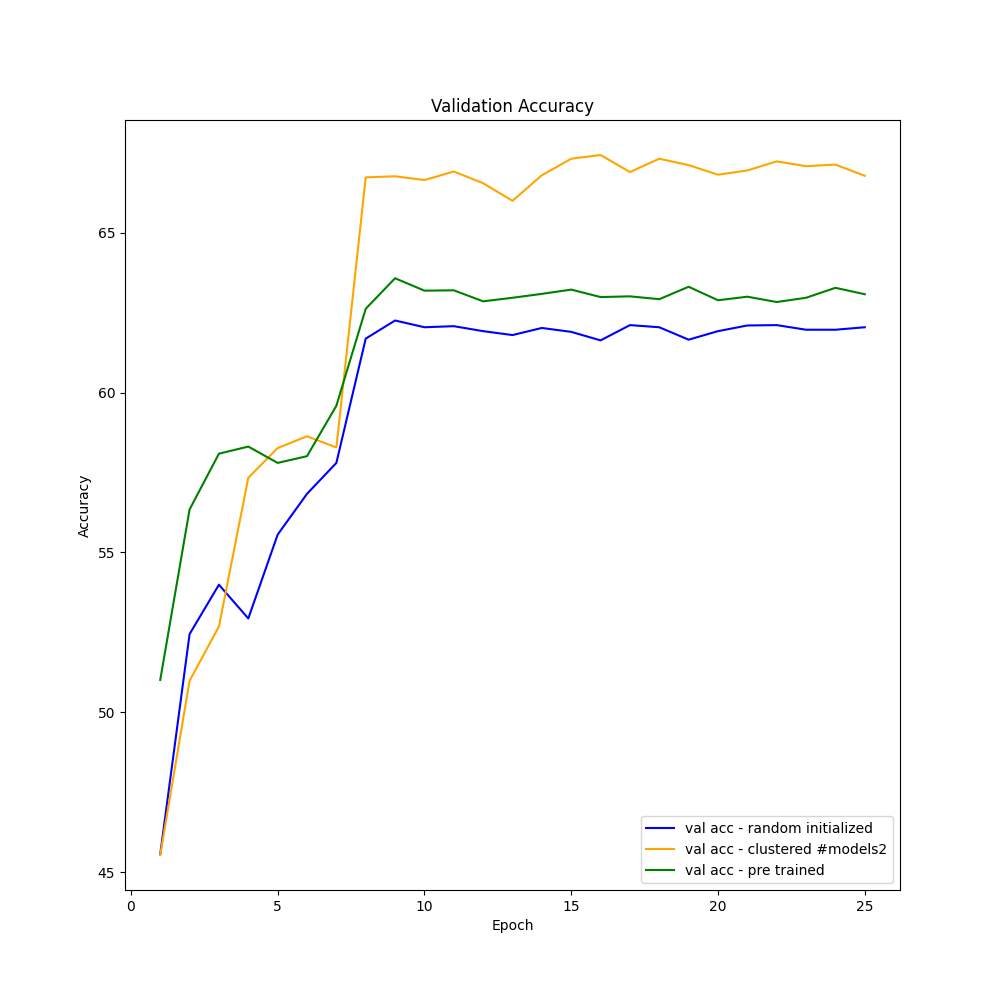 Validation Accuracy
Accuracy
65
60
55
50
45
0
5
10
15
20
25
Epoch
val acc - random initialized
val acc - clustered #models2
val acc - pre trained